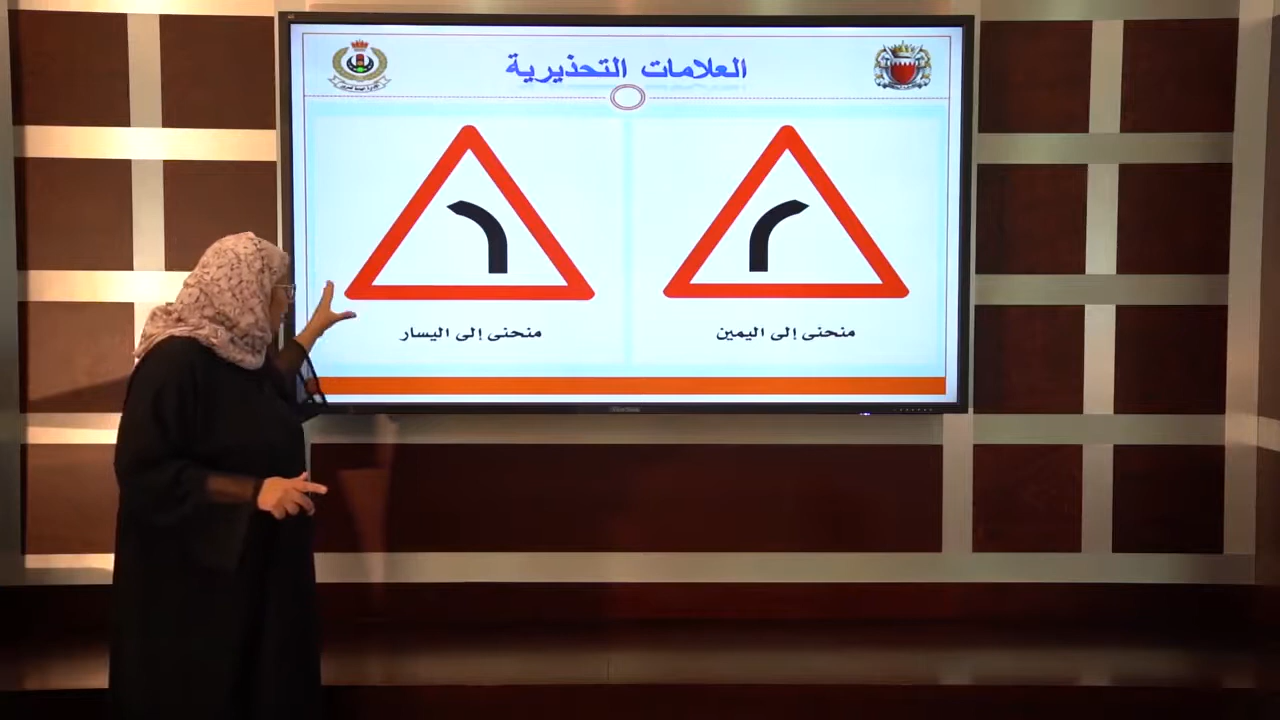 العلامات التحذيرية
منحنى إلى اليمين
منحنى إلى اليسار